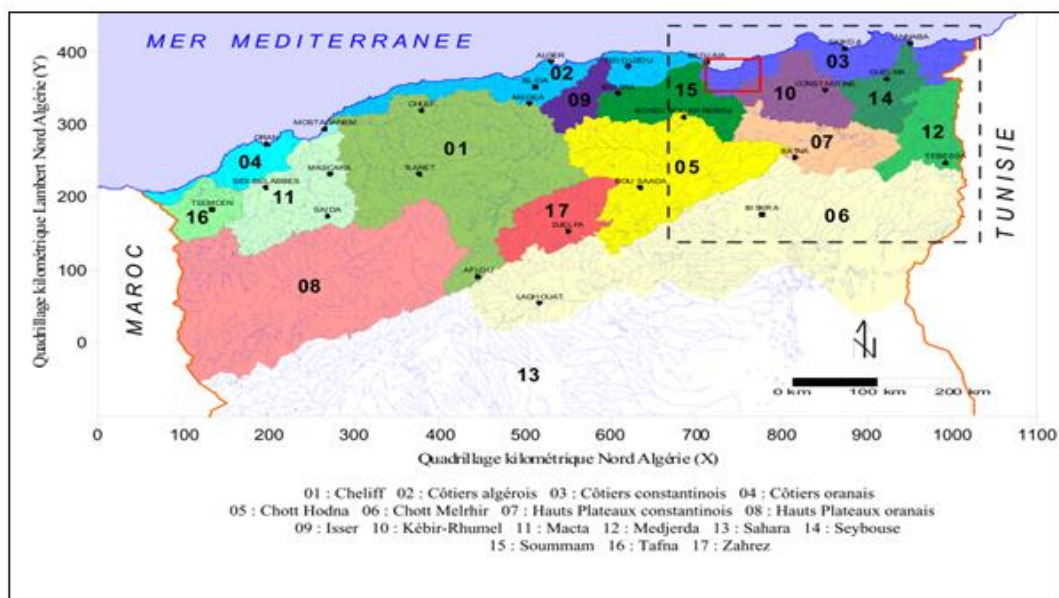 MER MEDITERRANEE
ALGER
BLIDA
MEDEA
CHLEF
MOSTAGANEM
ORAN
MASCARA
TIARET
SAIDA
BOU SAADA
DJELFA
AFLOU
LAGHOUAT
BISKRA
BATNA
CONSTANTINE
ANNABA
TEBESSA
01
02
03
04
05
06
07
08
09
10
11
12
13
14
15
16
17
MAROC
TUNISIE
N
0 km 100 km 200 km
Quadrillage kilométrique Lambert Nord Algérie (Y)
400
300
200
100
0
0 100 200 300 400 500 600 700 800 900 1000 1100
Quadrillage kilométrique Nord Algérie (X)
01 : Cheliff 02 : Côtiers algérois 03 : Côtiers constantinois 04 : Côtiers oranais
05 : Chott Hodna 06 : Chott Melrhir 07 : Hauts Plateaux constantinois 08 : Hauts Plateaux oranais
09 : Isser 10 : Kébir-Rhumel 11 : Macta 12 : Medjerda 13 : Sahara 14 : Seybouse
15 : Soummam 16 : Tafna 17 : Zahrez